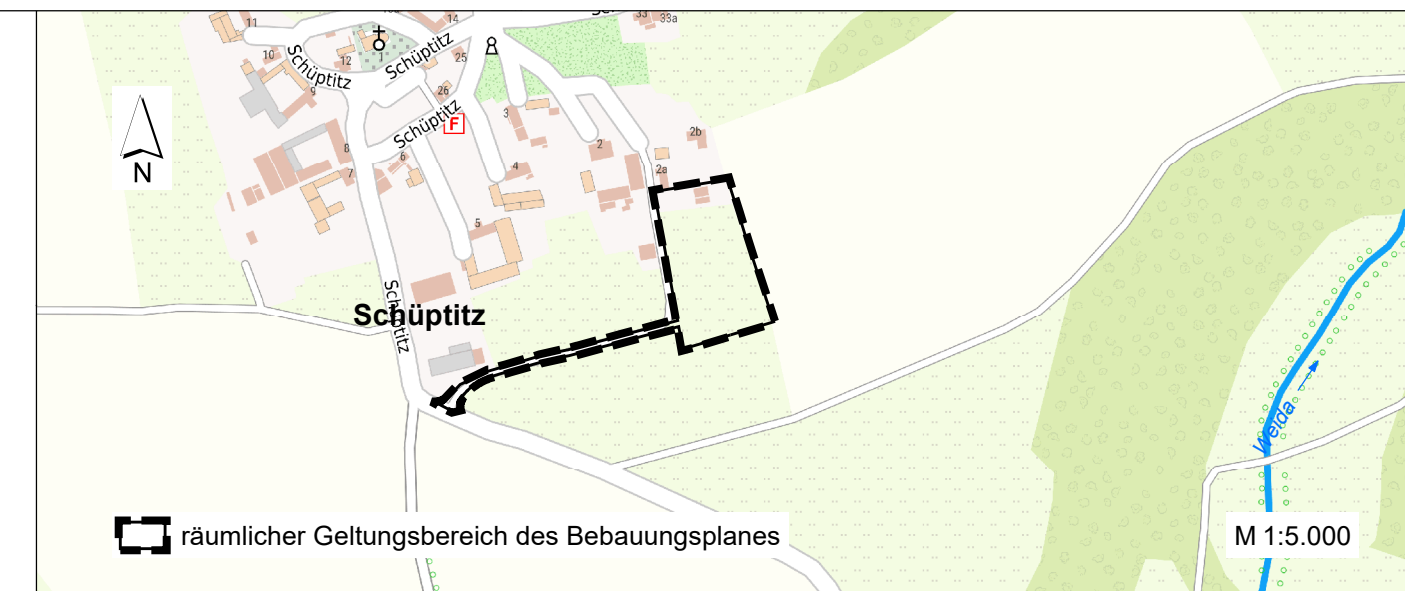 11
14
33
33a
10
12
Schüptitz
Schüptitz
25
9
26
3
Schüptitz
F
8
6
2
2b
7
4
2a
N
5
Schüptitz
Schüptitz
Weida
räumlicher Geltungsbereich des Bebauungsplanes
M 1:5.000